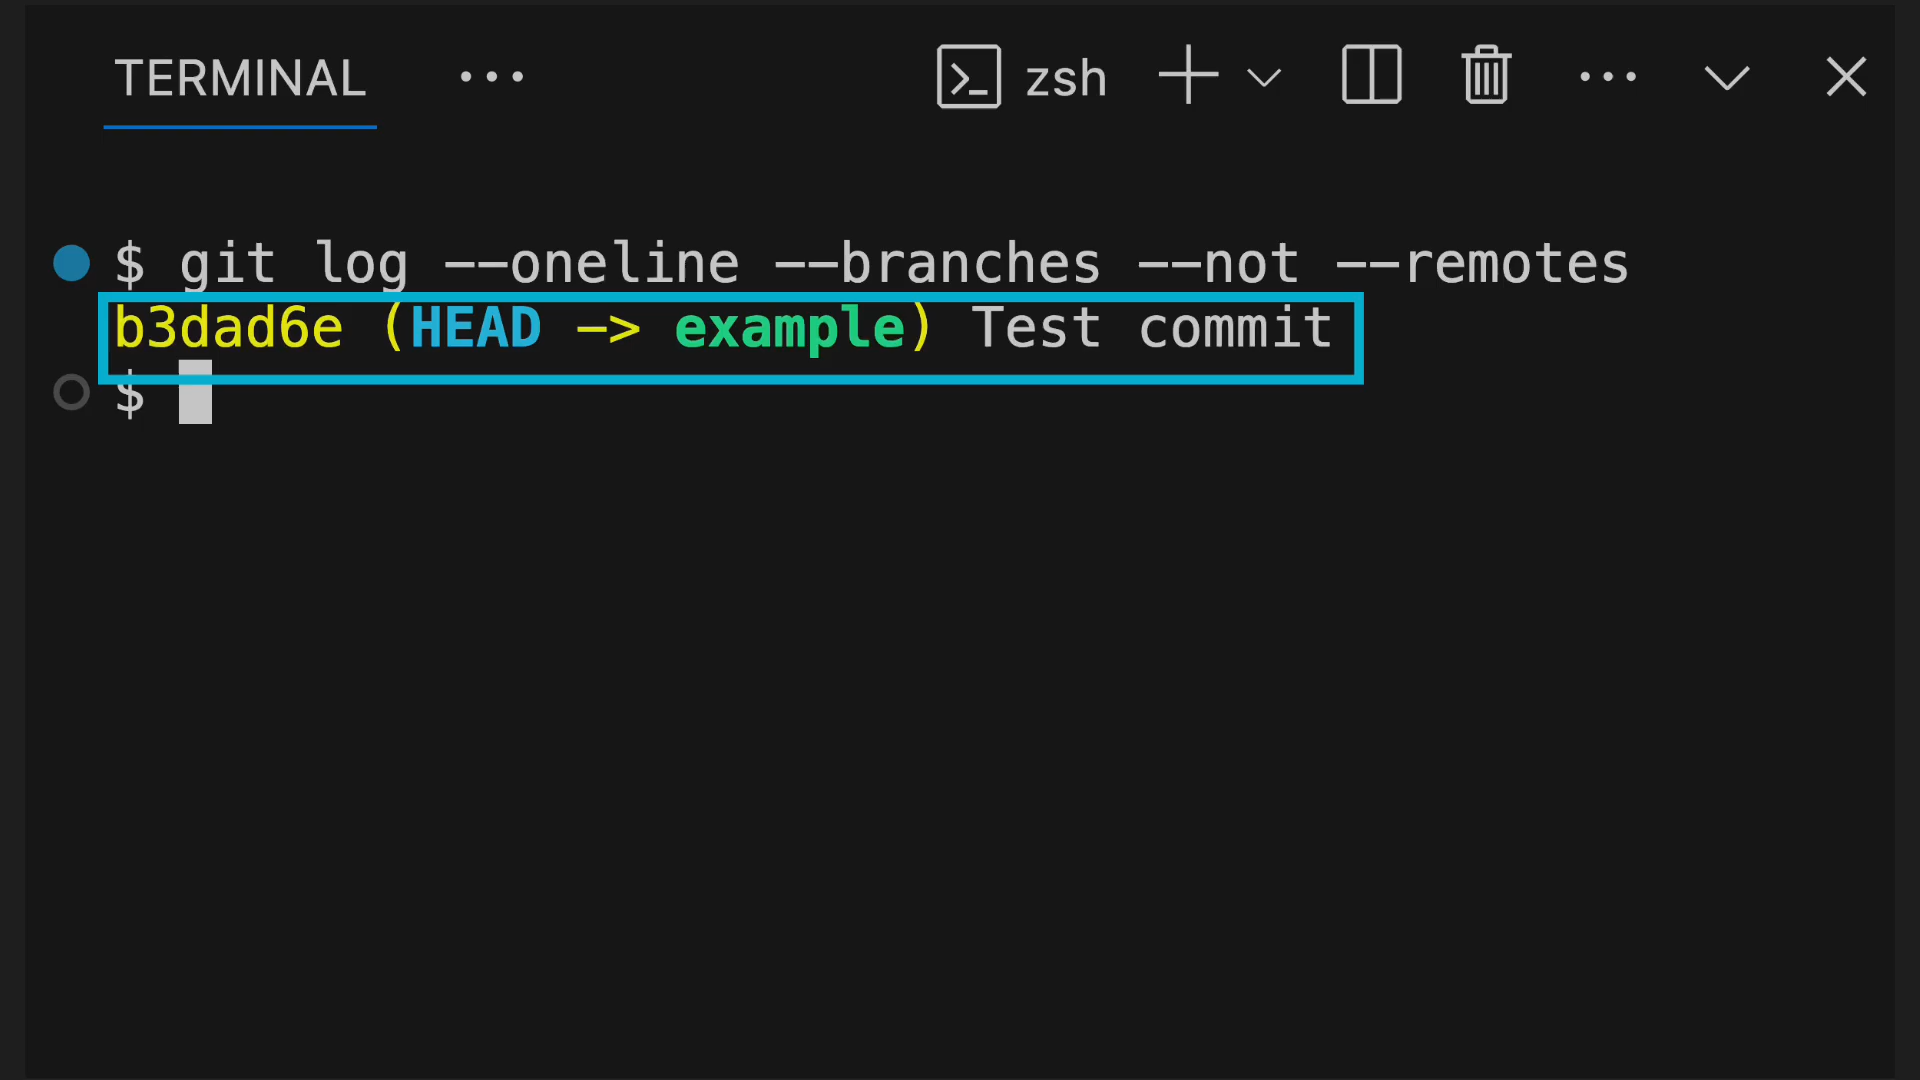 TERMINAL ... zsh ...
$ git log --oneline --branches --not --remotes
b3dad6e (HEAD -> example) Test commit
$